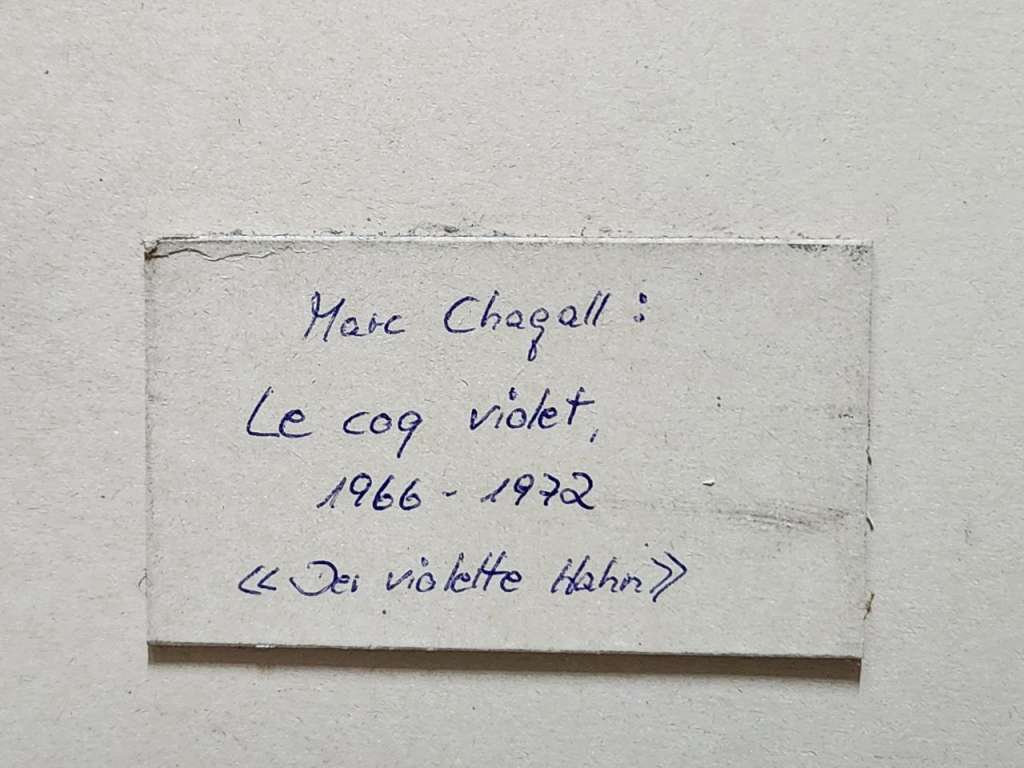 Marc Chagall :
Le coq violet,
1966 - 1972
«Der violette Hahn»